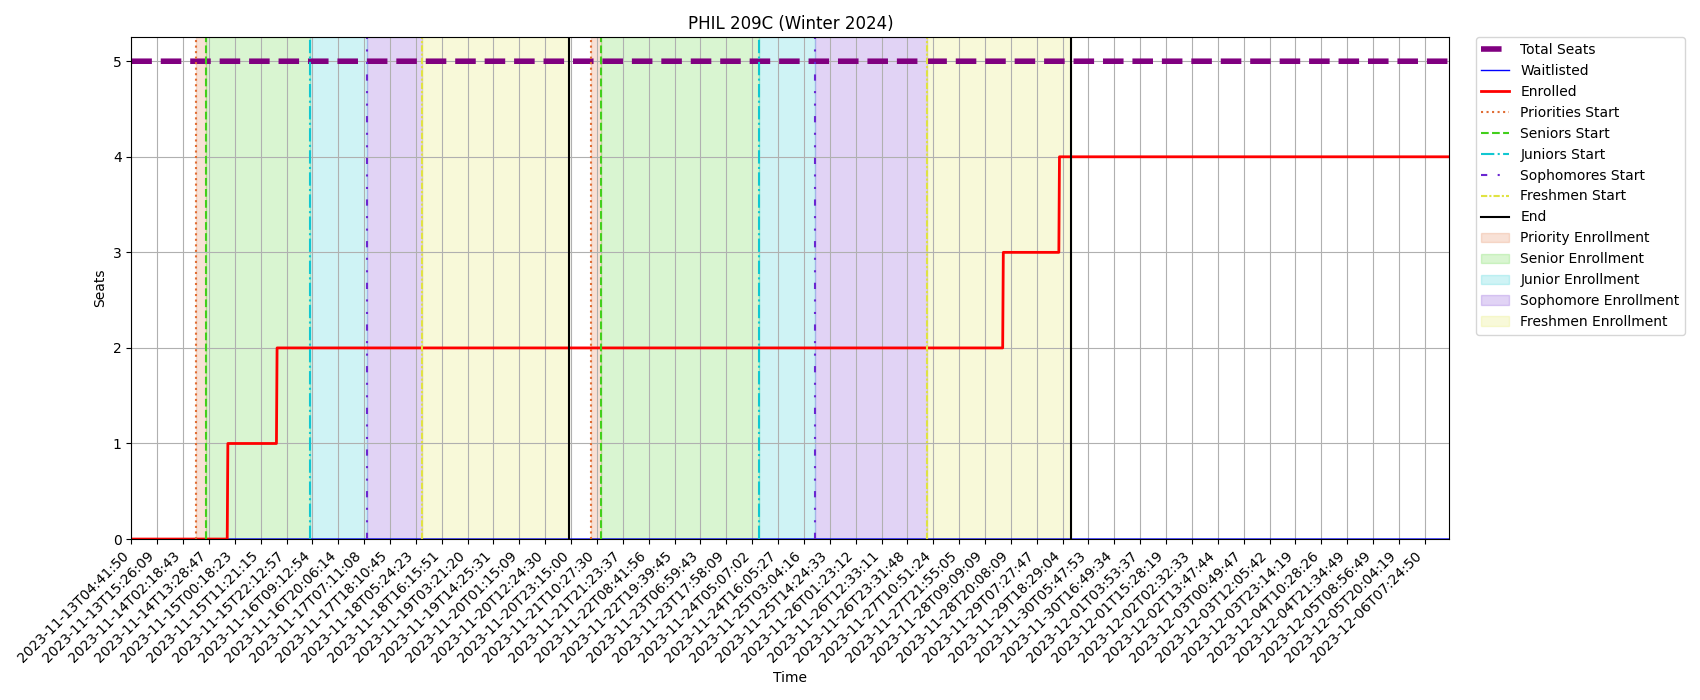 PHIL 209C (Winter 2024)
Seats
5
4
3
2
1
0
2023-11-13T04:41:50
2023-11-13T15:26:09
2023-11-14T02:18:43
2023-11-14T13:28:47
2023-11-15T00:18:23
2023-11-15T11:21:15
2023-11-15T22:12:57
2023-11-16T09:12:54
2023-11-16T20:06:14
2023-11-17T07:11:08
2023-11-17T18:10:45
2023-11-18T05:24:23
2023-11-18T16:15:51
2023-11-19T03:21:20
2023-11-19T14:25:31
2023-11-20T01:15:09
2023-11-20T12:24:30
2023-11-20T23:15:00
2023-11-21T10:27:30
2023-11-21T21:23:37
2023-11-22T08:41:56
2023-11-22T19:39:45
2023-11-23T06:59:43
2023-11-23T17:58:09
2023-11-24T05:07:02
2023-11-24T16:05:27
2023-11-25T03:04:16
2023-11-25T14:24:33
2023-11-26T01:23:12
2023-11-26T12:33:11
2023-11-26T23:31:48
2023-11-27T10:51:24
2023-11-27T21:55:05
2023-11-28T09:09:09
2023-11-28T20:08:09
2023-11-29T07:27:47
2023-11-29T18:29:04
2023-11-30T05:47:53
2023-11-30T16:49:34
2023-12-01T03:53:37
2023-12-01T15:28:19
2023-12-02T02:32:33
2023-12-02T13:47:44
2023-12-03T00:49:47
2023-12-03T12:05:42
2023-12-03T23:14:19
2023-12-04T10:28:26
2023-12-04T21:34:49
2023-12-05T08:56:49
2023-12-05T20:04:19
2023-12-06T07:24:50
Time
Total Seats
Waitlisted
Enrolled
Priorities Start
Seniors Start
Juniors Start
Sophomores Start
Freshmen Start
End
Priority Enrollment
Senior Enrollment
Junior Enrollment
Sophomore Enrollment
Freshmen Enrollment